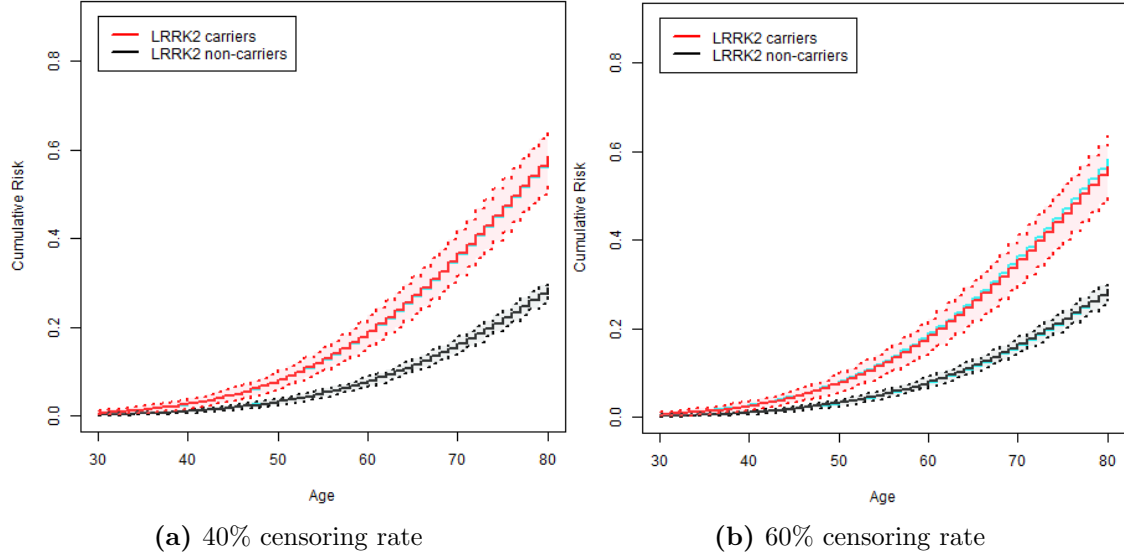 LRRK2 carriers
LRRK2 non-carriers
Cumulative Risk
0.0 0.2 0.4 0.6 0.8
30 40 50 60 70 80
Age
(a) 40% censoring rate
LRRK2 carriers
LRRK2 non-carriers
Cumulative Risk
0.0 0.2 0.4 0.6 0.8
30 40 50 60 70 80
Age
(b) 60% censoring rate